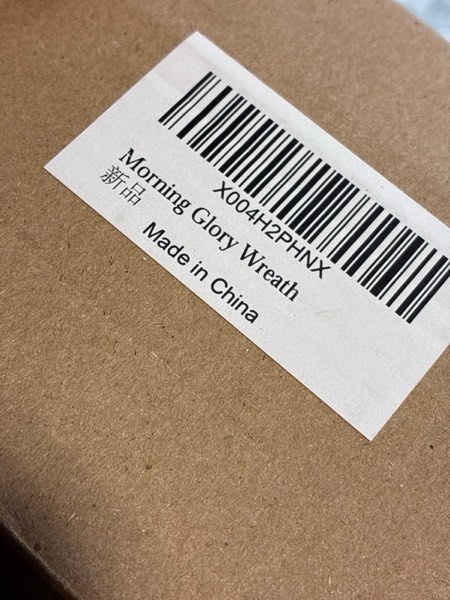 X004H2PHNX
Morning Glory Wreath
新品
Made in China